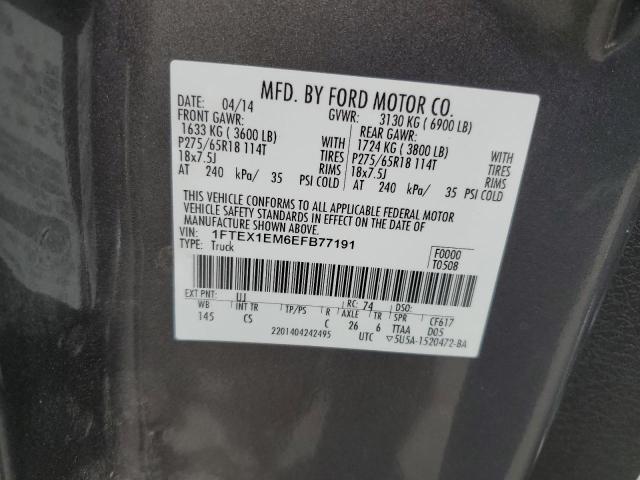 MFD. BY FORD MOTOR CO.
DATE: 04/14 GVWR: 3130 KG ( 6900 LB)
FRONT GAWR: REAR GAWR:
1633 KG ( 3600 LB) WITH 1724 KG ( 3800 LB) WITH
P275/65R18 114T TIRES P275/65R18 114T TIRES
18x7.5J RIMS 18x7.5J RIMS
AT 240 kPa/ 35 PSI COLD AT 240 kPa/ 35 PSI COLD
THIS VEHICLE CONFORMS TO ALL APPLICABLE FEDERAL MOTOR
VEHICLE SAFETY STANDARDS IN EFFECT ON THE DATE OF
MANUFACTURE SHOWN ABOVE.
VIN: 1FTEX1EM6EFB77191 F0000
TYPE: Truck T0508
EXT PNT: UJ RC: 74 DSO:
WB INT TR TP/PS R AXLE TR SPR CF617
145 CS C 26 6 TTAA D05
2201404242495 UTC ▽5U5A-1520472-BA